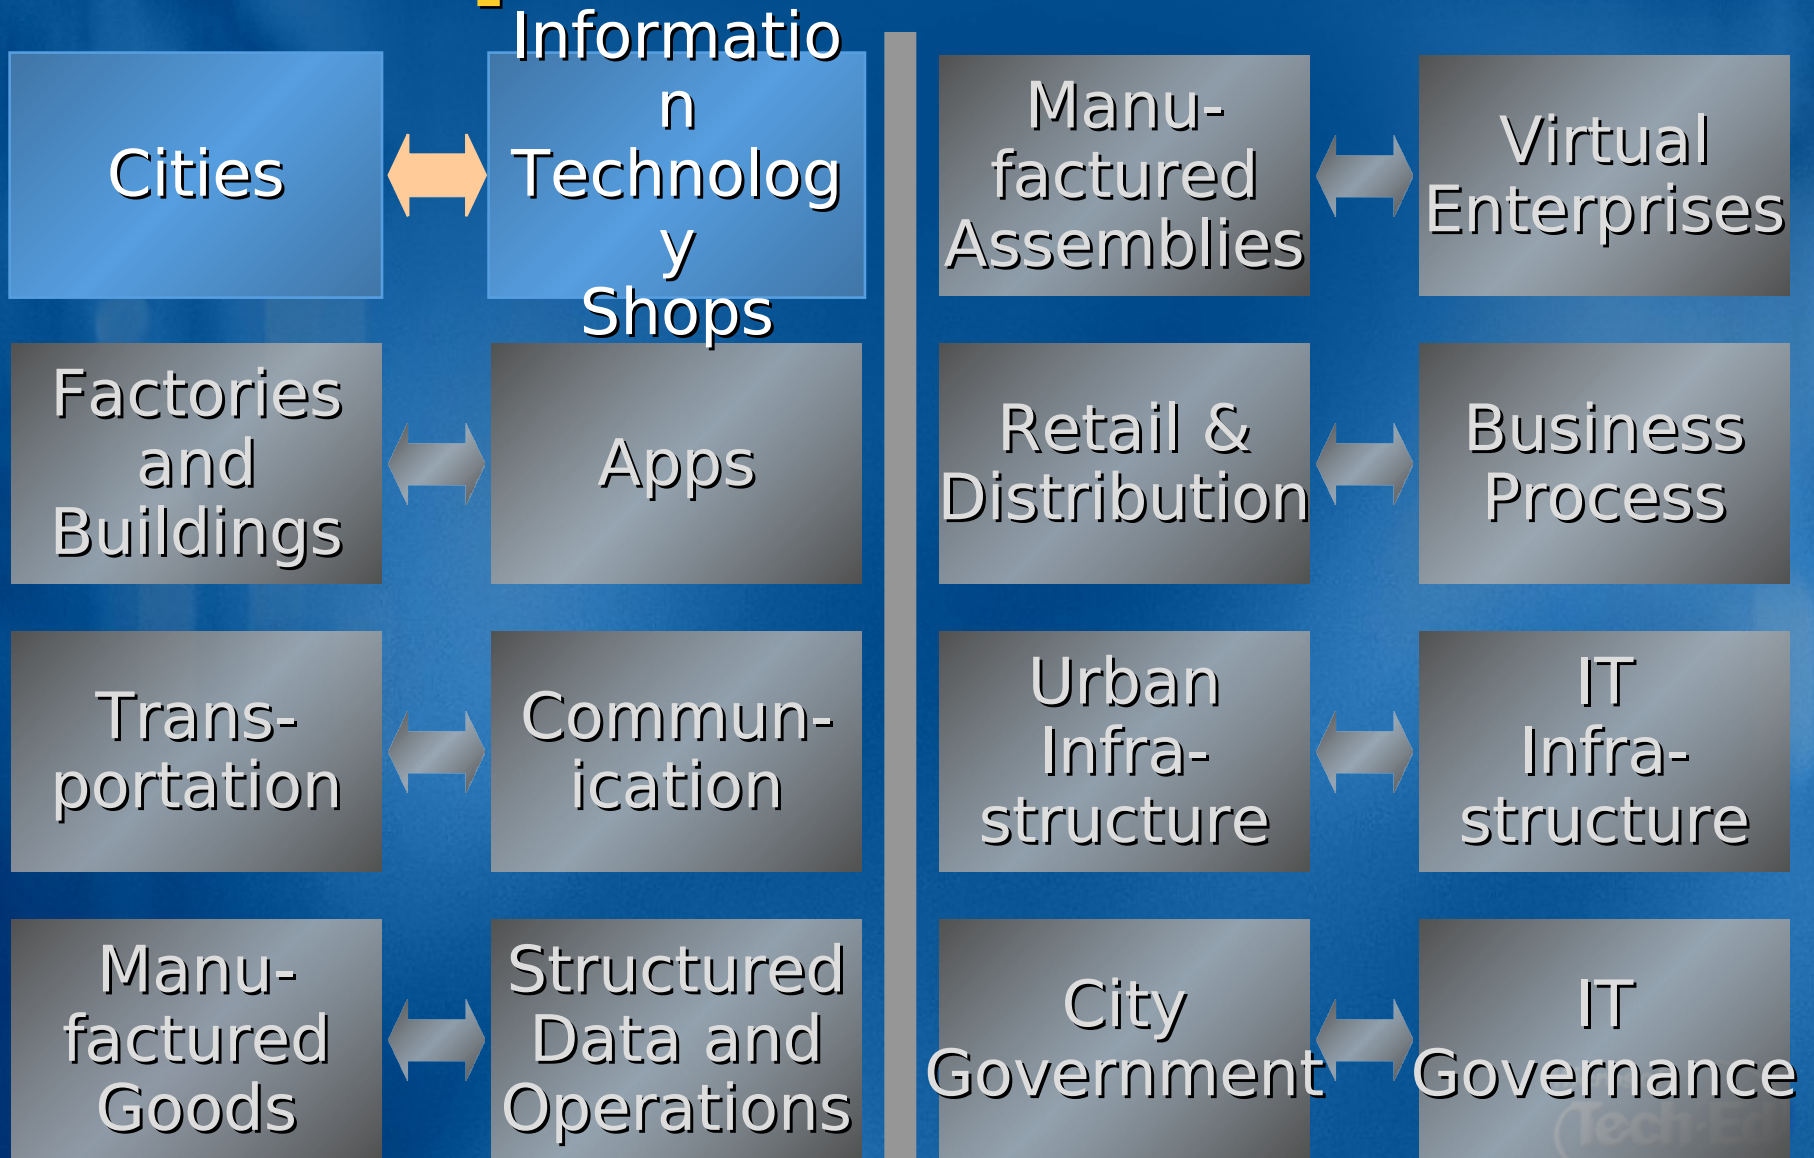 Cities
Informatio
n
Technolog
y
Shops
Factories
and
Buildings
Apps
Trans-
portation
Commun-
ication
Manu-
factured
Goods
Structured
Data and
Operations
Manu-
factured
Assemblies
Virtual
Enterprises
Retail &
Distribution
Business
Process
Urban
Infra-
structure
IT
Infra-
structure
City
Government
IT
Governance
Tech·Ed